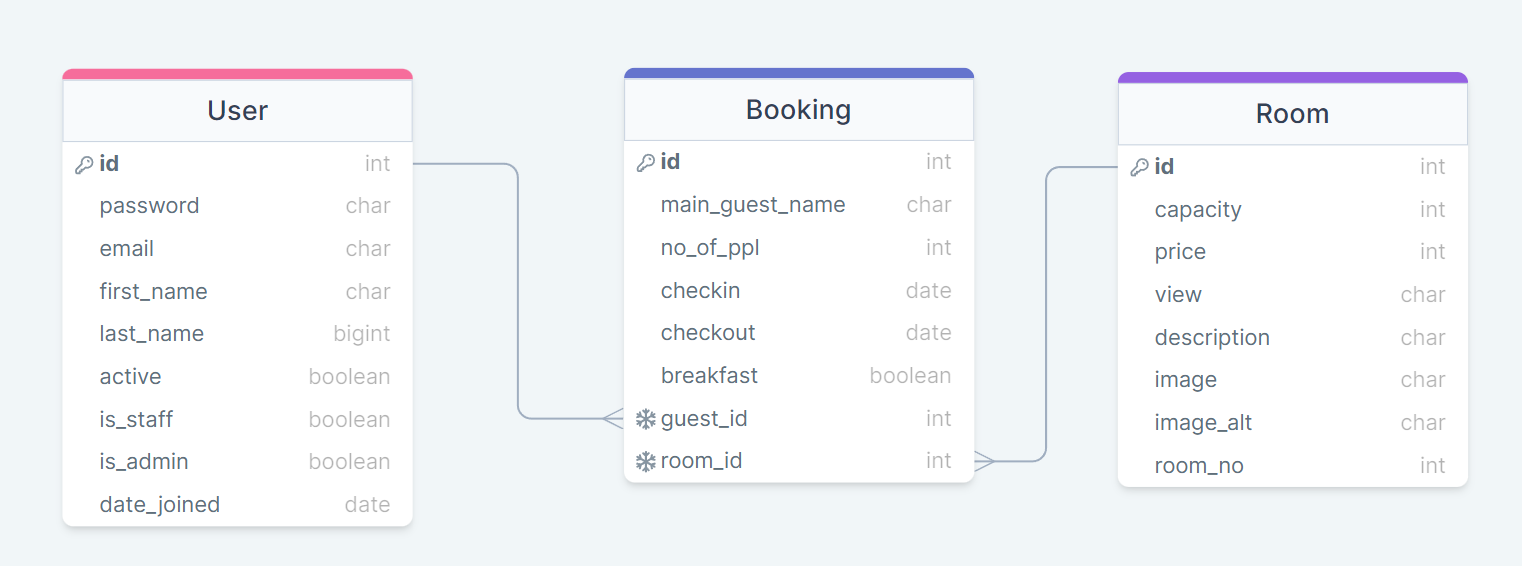 User
id int
password char
email char
first_name char
last_name bigint
active boolean
is_staff boolean
is_admin boolean
date_joined date
Booking
id int
main_guest_name char
no_of_ppl int
checkin date
checkout date
breakfast boolean
guest_id int
room_id int
Room
id int
capacity int
price int
view char
description char
image char
image_alt char
room_no int